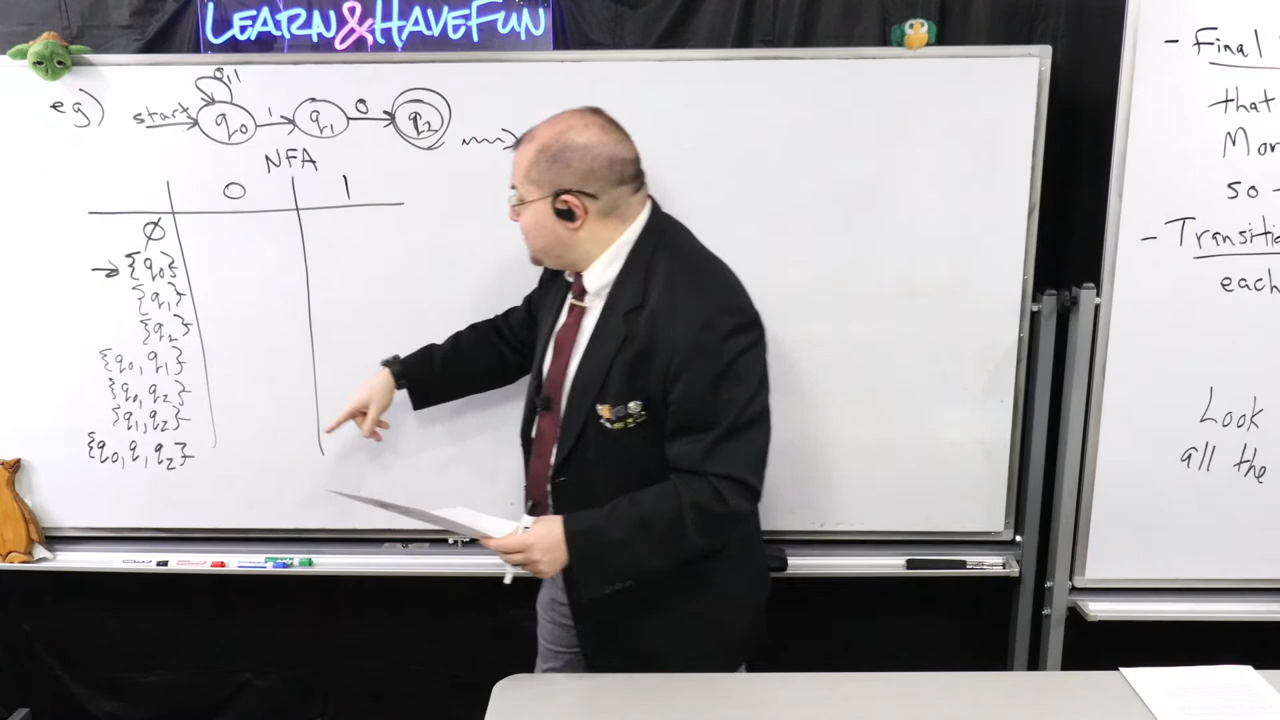 LEARN&HAVEFUN
eg)
0,1
start q0 1 q1 0 q2
NFA
0 1
∅
→ {q0}
{q1}
{q2}
{q0, q1}
{q0, q2}
{q1, q2}
{q0, q1, q2}
- Final
that
Mor
so
- Transiti
each
Look
all the